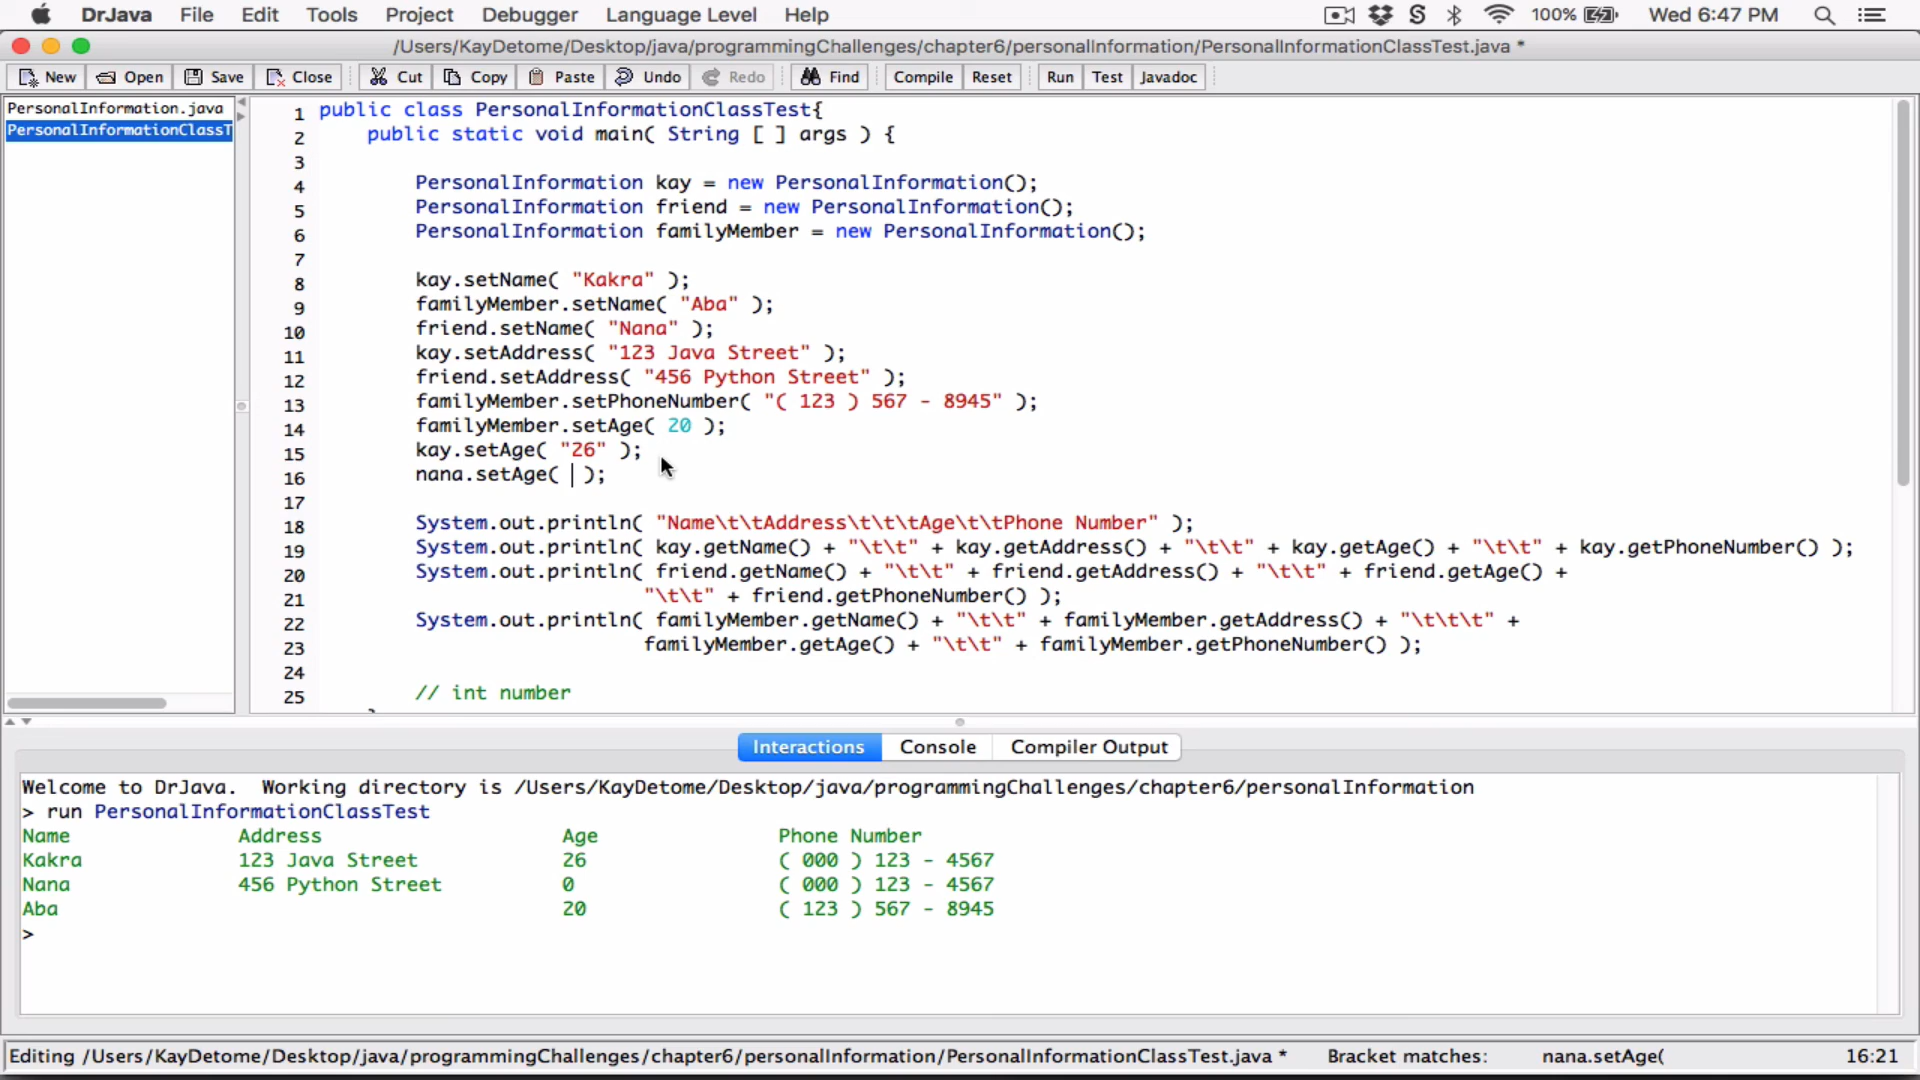 DrJava File Edit Tools Project Debugger Language Level Help 100% Wed 6:47 PM
/Users/KayDetome/Desktop/java/programmingChallenges/chapter6/personalInformation/PersonalInformationClassTest.java *
New Open Save Close Cut Copy Paste Undo Redo Find Compile Reset Run Test Javadoc
PersonalInformation.java
PersonalInformationClassT
1 public class PersonalInformationClassTest{
2 public static void main( String [ ] args ) {
3
4 PersonalInformation kay = new PersonalInformation();
5 PersonalInformation friend = new PersonalInformation();
6 PersonalInformation familyMember = new PersonalInformation();
7
8 kay.setName( "Kakra" );
9 familyMember.setName( "Aba" );
10 friend.setName( "Nana" );
11 kay.setAddress( "123 Java Street" );
12 friend.setAddress( "456 Python Street" );
13 familyMember.setPhoneNumber( "( 123 ) 567 - 8945" );
14 familyMember.setAge( 20 );
15 kay.setAge( "26" );
16 nana.setAge( );
17
18 System.out.println( "Name\t\tAddress\t\t\tAge\t\tPhone Number" );
19 System.out.println( kay.getName() + "\t\t" + kay.getAddress() + "\t\t" + kay.getAge() + "\t\t" + kay.getPhoneNumber() );
20 System.out.println( friend.getName() + "\t\t" + friend.getAddress() + "\t\t" + friend.getAge() +
21 "\t\t" + friend.getPhoneNumber() );
22 System.out.println( familyMember.getName() + "\t\t" + familyMember.getAddress() + "\t\t\t" +
23 familyMember.getAge() + "\t\t" + familyMember.getPhoneNumber() );
24
25 // int number
Interactions Console Compiler Output
Welcome to DrJava. Working directory is /Users/KayDetome/Desktop/java/programmingChallenges/chapter6/personalInformation
> run PersonalInformationClassTest
Name Address Age Phone Number
Kakra 123 Java Street 26 ( 000 ) 123 - 4567
Nana 456 Python Street 0 ( 000 ) 123 - 4567
Aba 20 ( 123 ) 567 - 8945
>
Editing /Users/KayDetome/Desktop/java/programmingChallenges/chapter6/personalInformation/PersonalInformationClassTest.java * Bracket matches: nana.setAge( 16:21